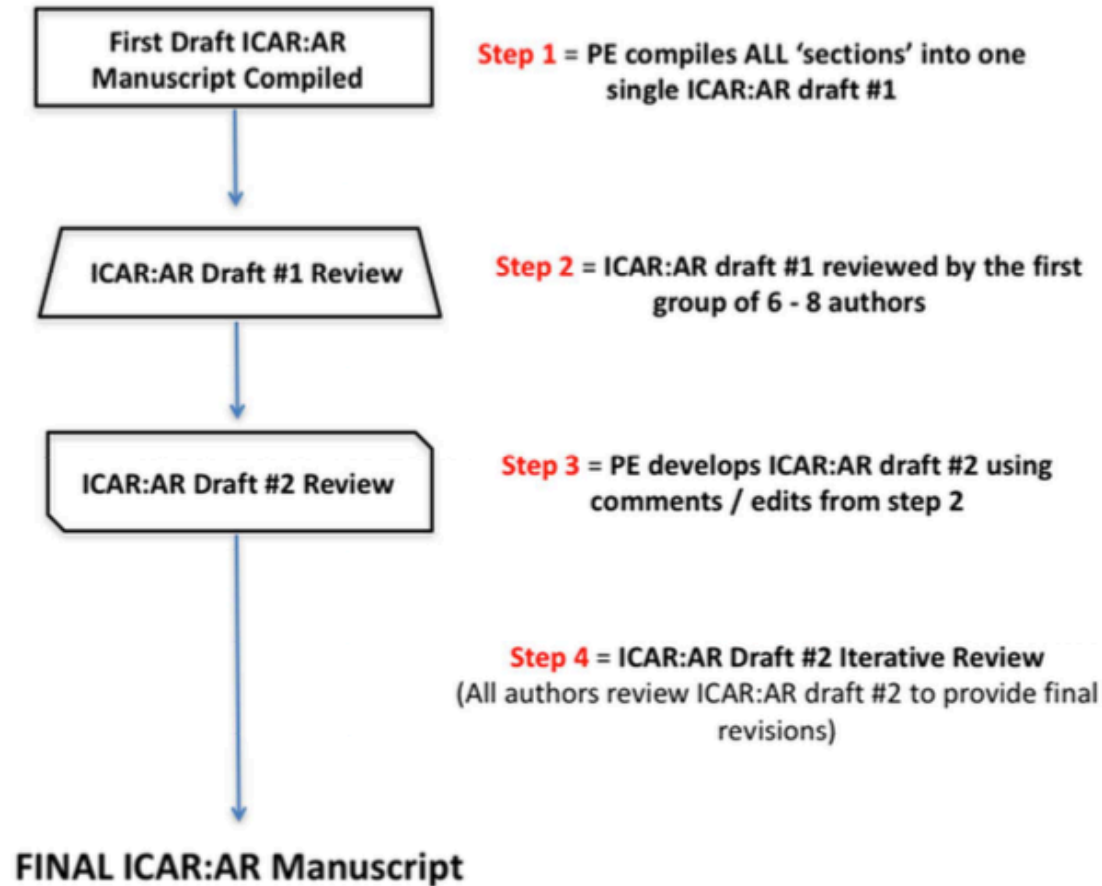 First Draft ICAR:AR
Manuscript Compiled
Step 1 = PE compiles ALL ‘sections’ into one
single ICAR:AR draft #1
ICAR:AR Draft #1 Review
Step 2 = ICAR:AR draft #1 reviewed by the first
group of 6 - 8 authors
ICAR:AR Draft #2 Review
Step 3 = PE develops ICAR:AR draft #2 using
comments / edits from step 2
Step 4 = ICAR:AR Draft #2 Iterative Review
(All authors review ICAR:AR draft #2 to provide final
revisions)
FINAL ICAR:AR Manuscript